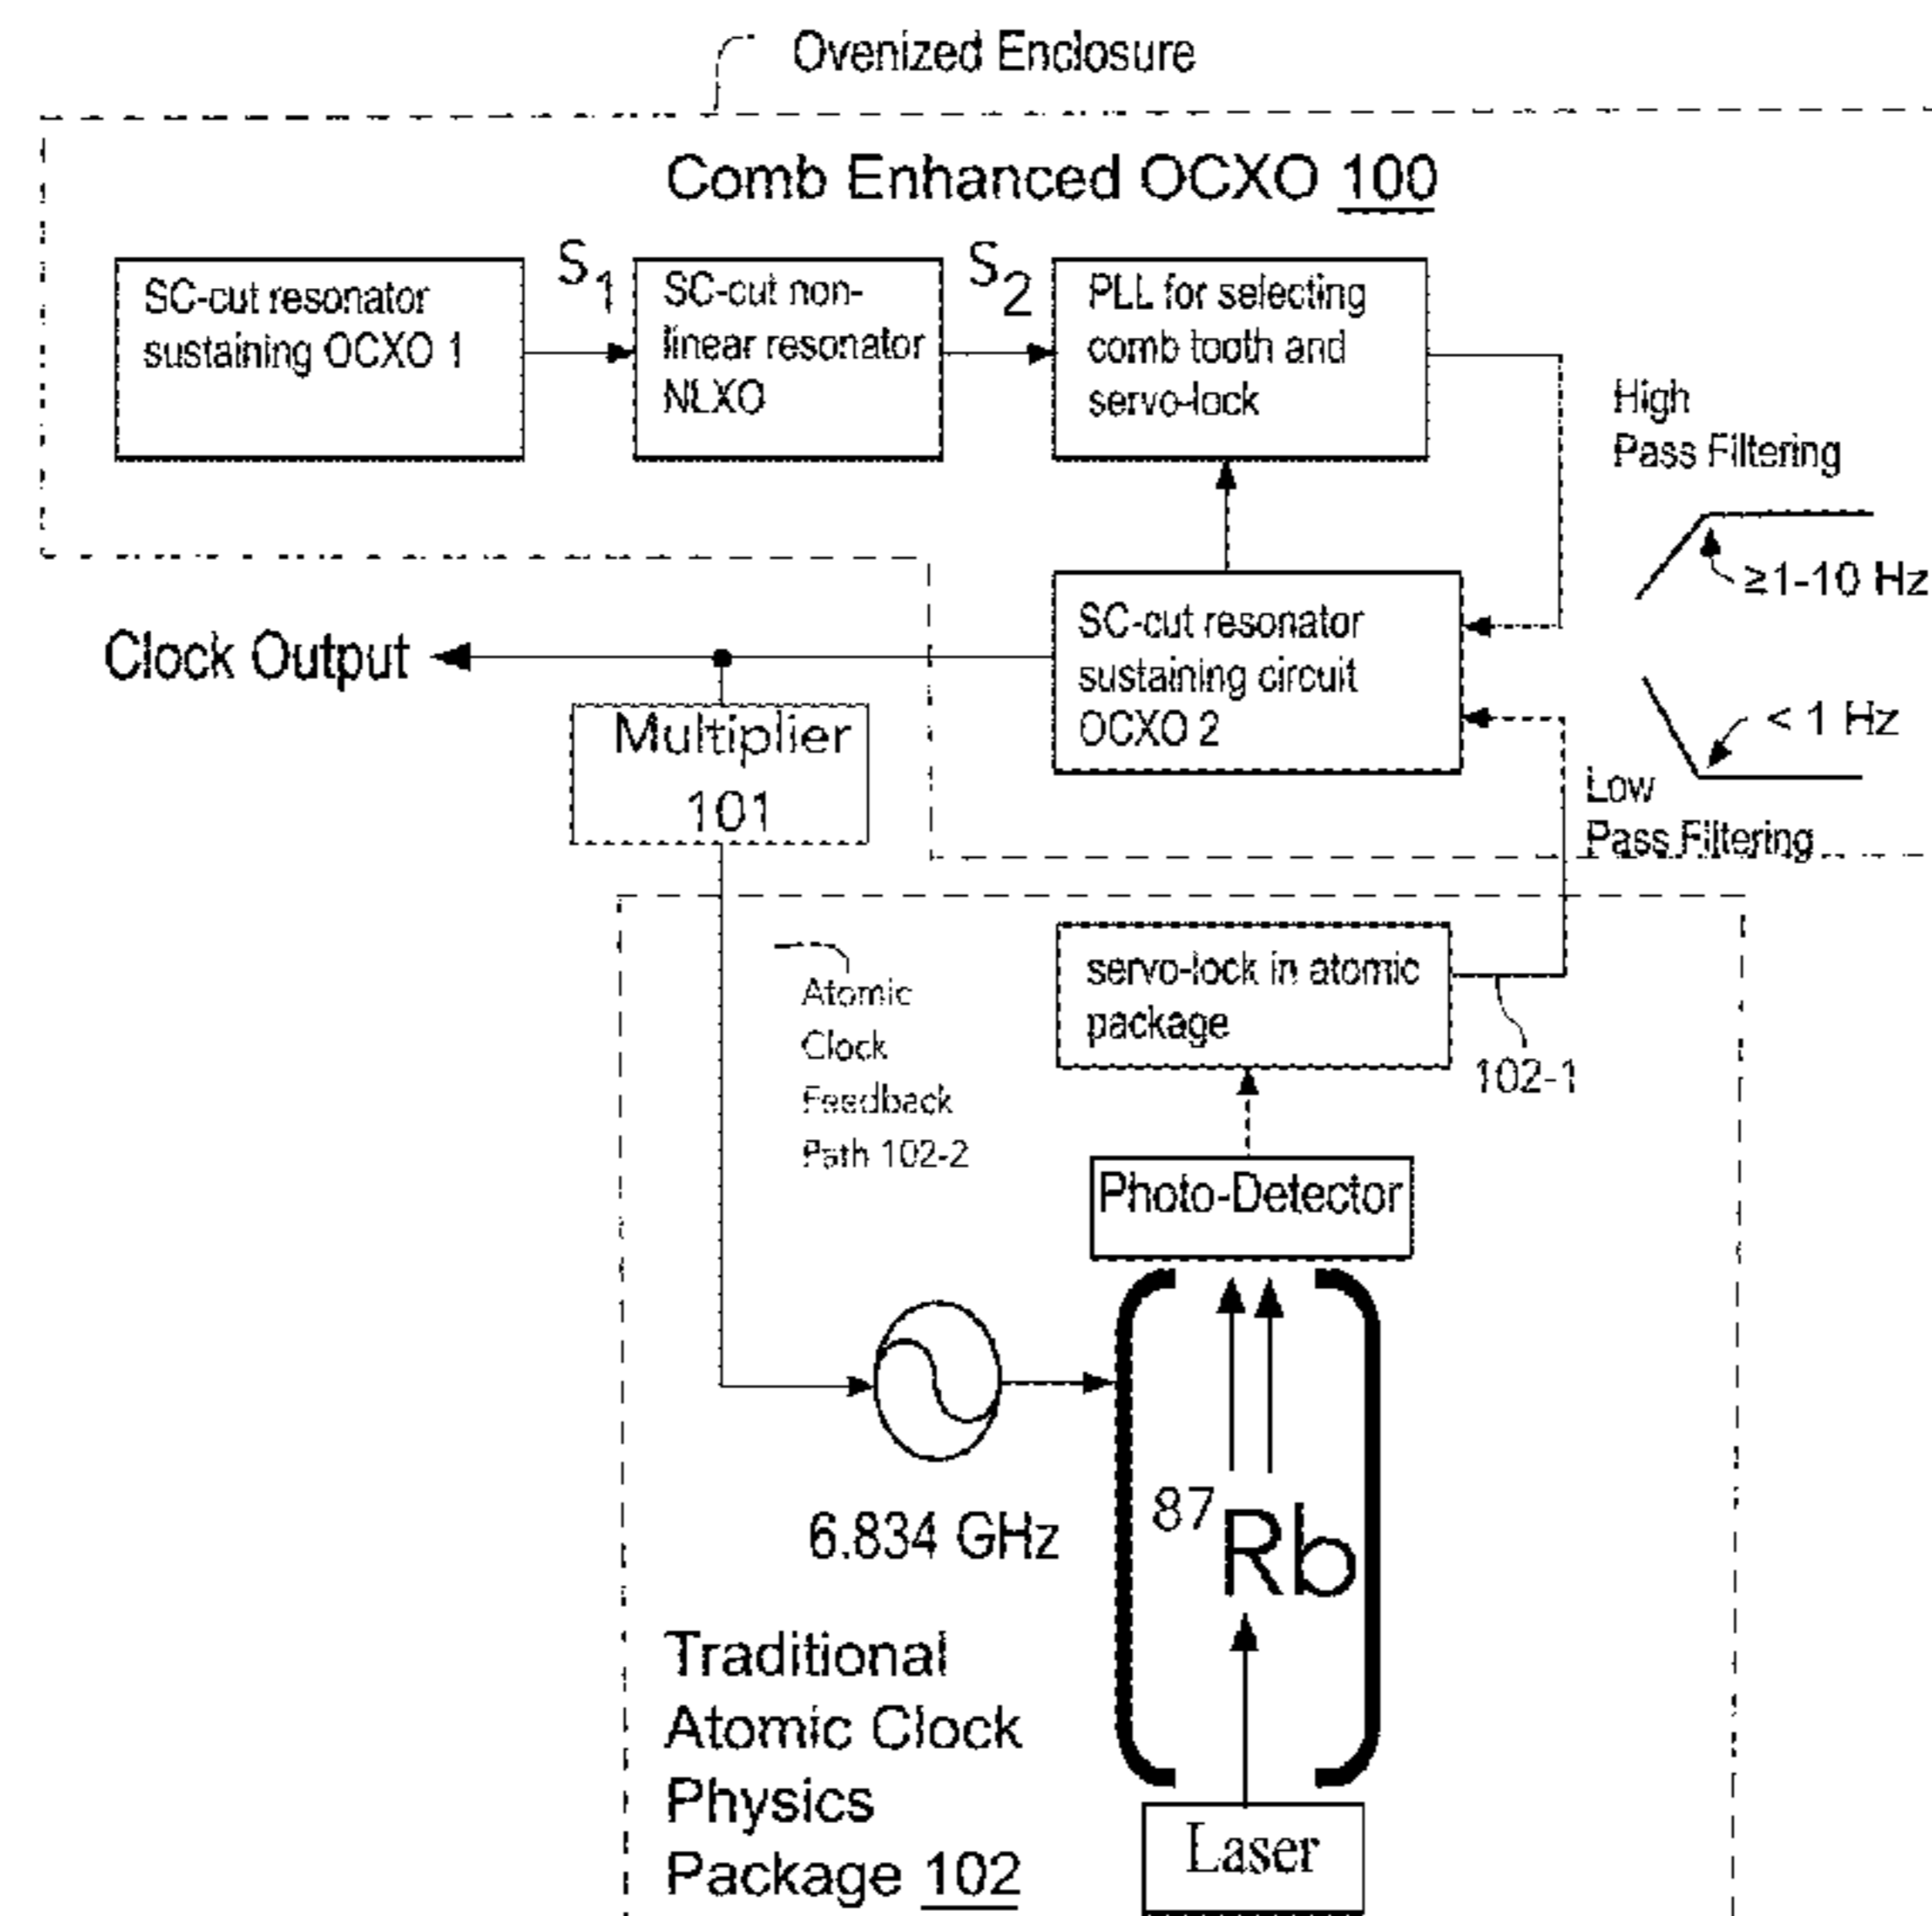 Ovenized Enclosure
Comb Enhanced OCXO 100
SC-cut resonator
sustaining OCXO 1
S1
SC-cut non-
linear resonator
NLXO
S2
PLL for selecting
comb tooth and
servo-lock
High
Pass Filtering
≥1-10 Hz
SC-cut resonator
sustaining circuit
OCXO 2
Clock Output
Multiplier
101
< 1 Hz
Low
Pass Filtering
Atomic
Clock
Feedback
Path 102-2
servo-lock in atomic
package
102-1
Photo-Detector
6.834 GHz
87Rb
Traditional
Atomic Clock
Physics
Package 102
Laser